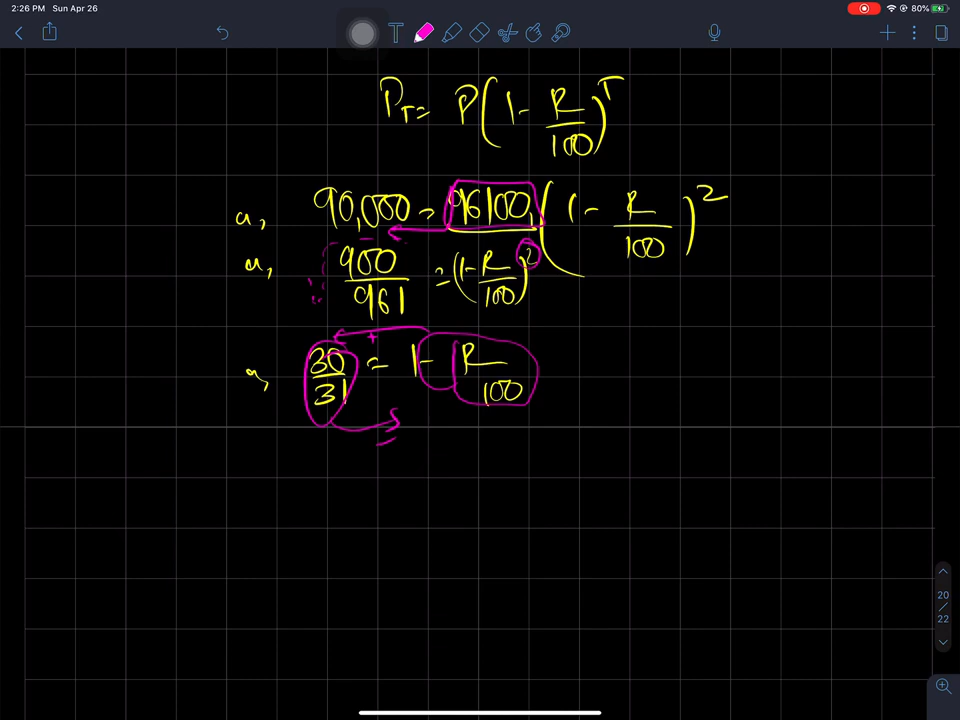 2:26 PM Sun Apr 26
80%
P_T = P(1 - R/100)^T
a, 90,000 = 96100, (1 - R/100)^2
a, 900/961 = (1 - R/100)^2
a, 30/31 = 1 - R/100
+
20
/
22